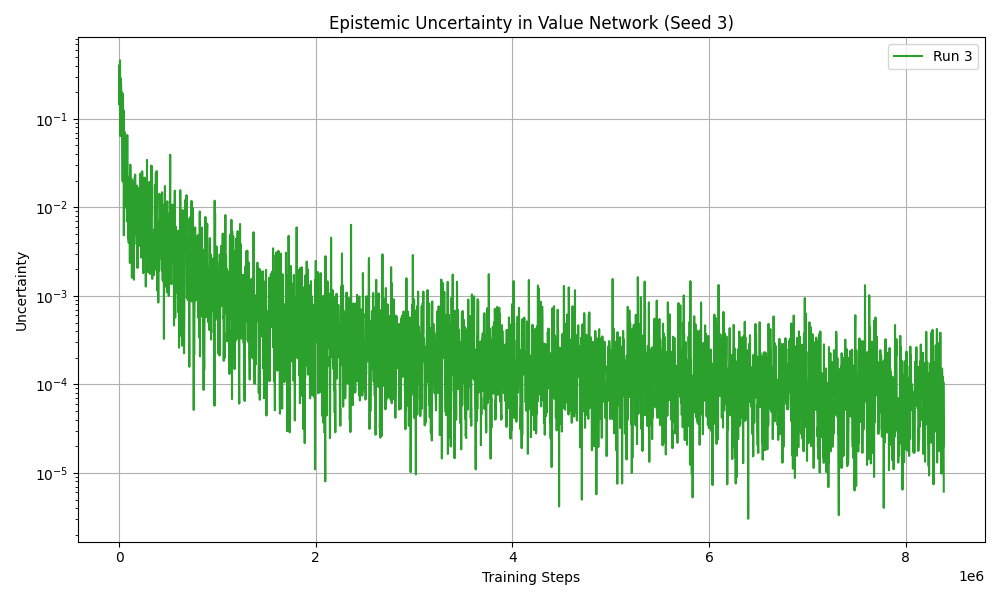 Epistemic Uncertainty in Value Network (Seed 3)
Run 3
Uncertainty
10⁻¹
10⁻²
10⁻³
10⁻⁴
10⁻⁵
0 2 4 6 8
1e6
Training Steps